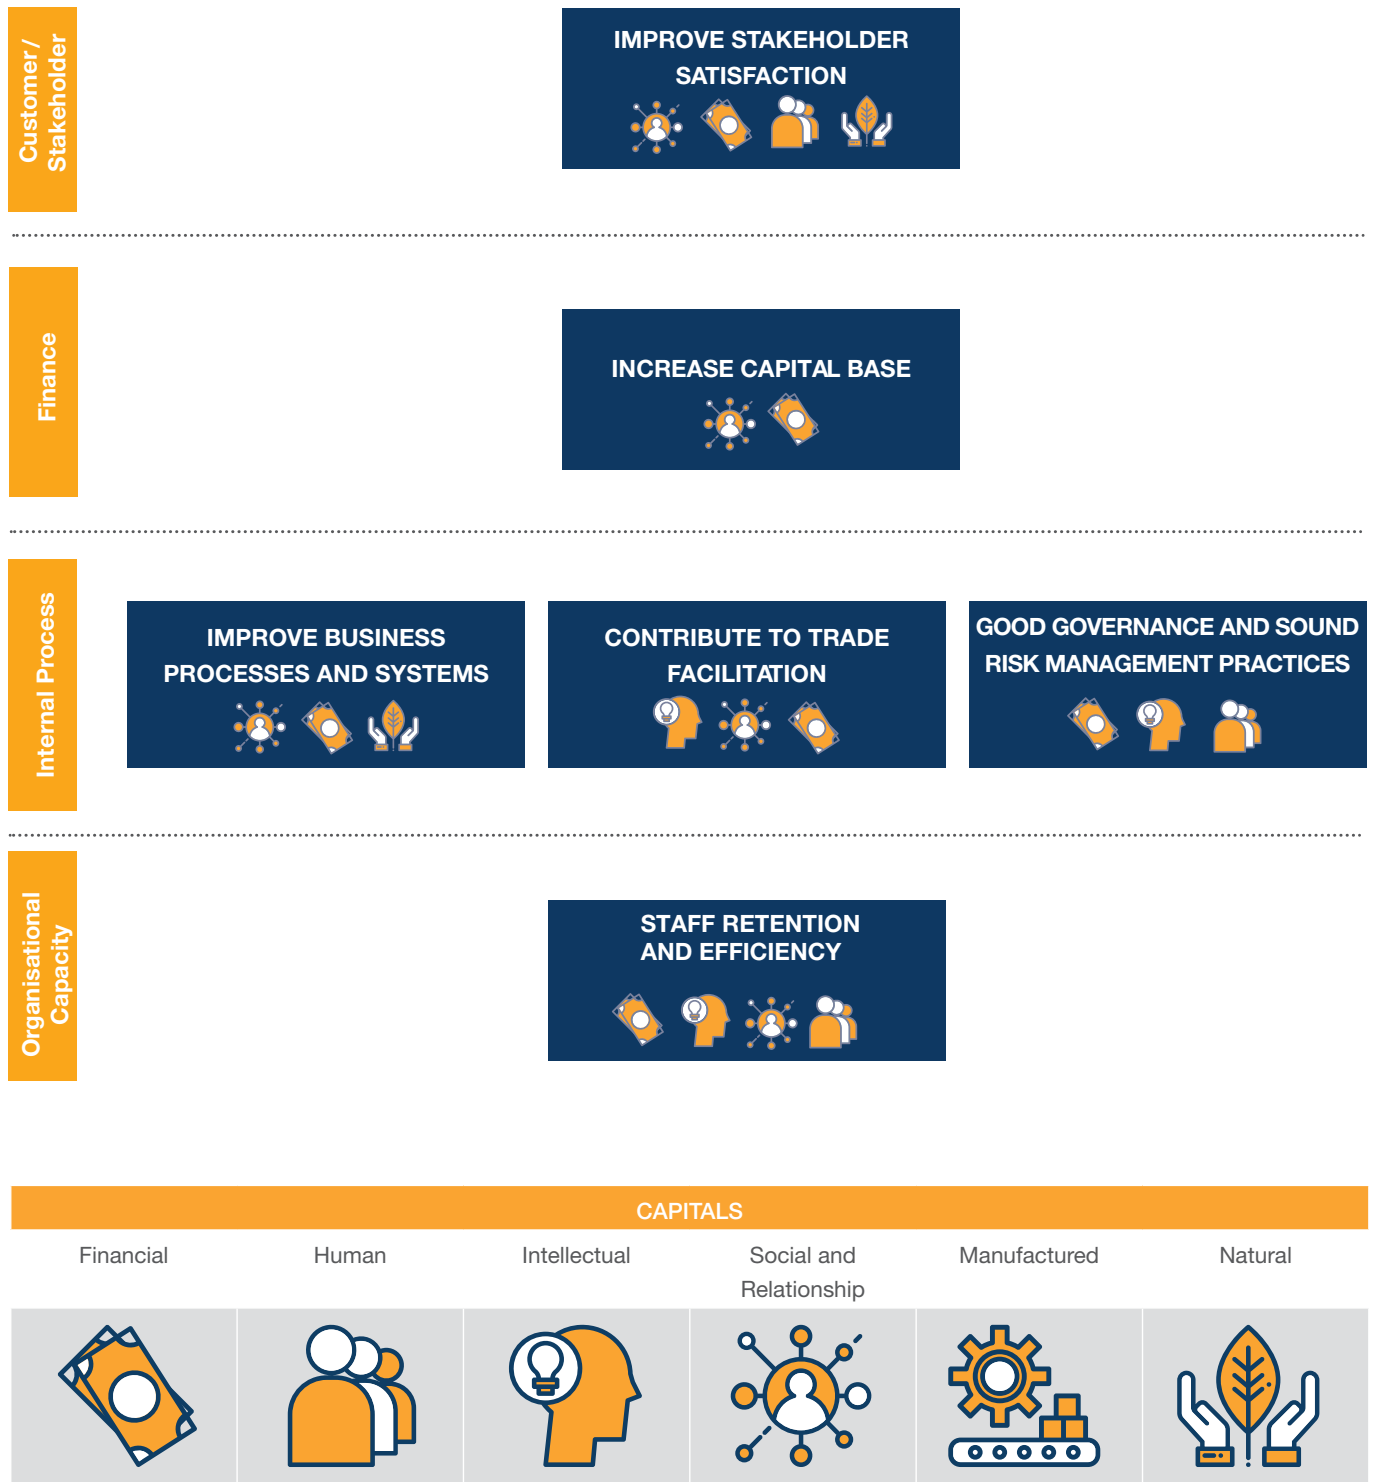 Customer /
Stakeholder
IMPROVE STAKEHOLDER
SATISFACTION
Finance
INCREASE CAPITAL BASE
Internal Process
IMPROVE BUSINESS
PROCESSES AND SYSTEMS
CONTRIBUTE TO TRADE
FACILITATION
GOOD GOVERNANCE AND SOUND
RISK MANAGEMENT PRACTICES
Organisational
Capacity
STAFF RETENTION
AND EFFICIENCY
CAPITALS
Financial
Human
Intellectual
Social and
Relationship
Manufactured
Natural